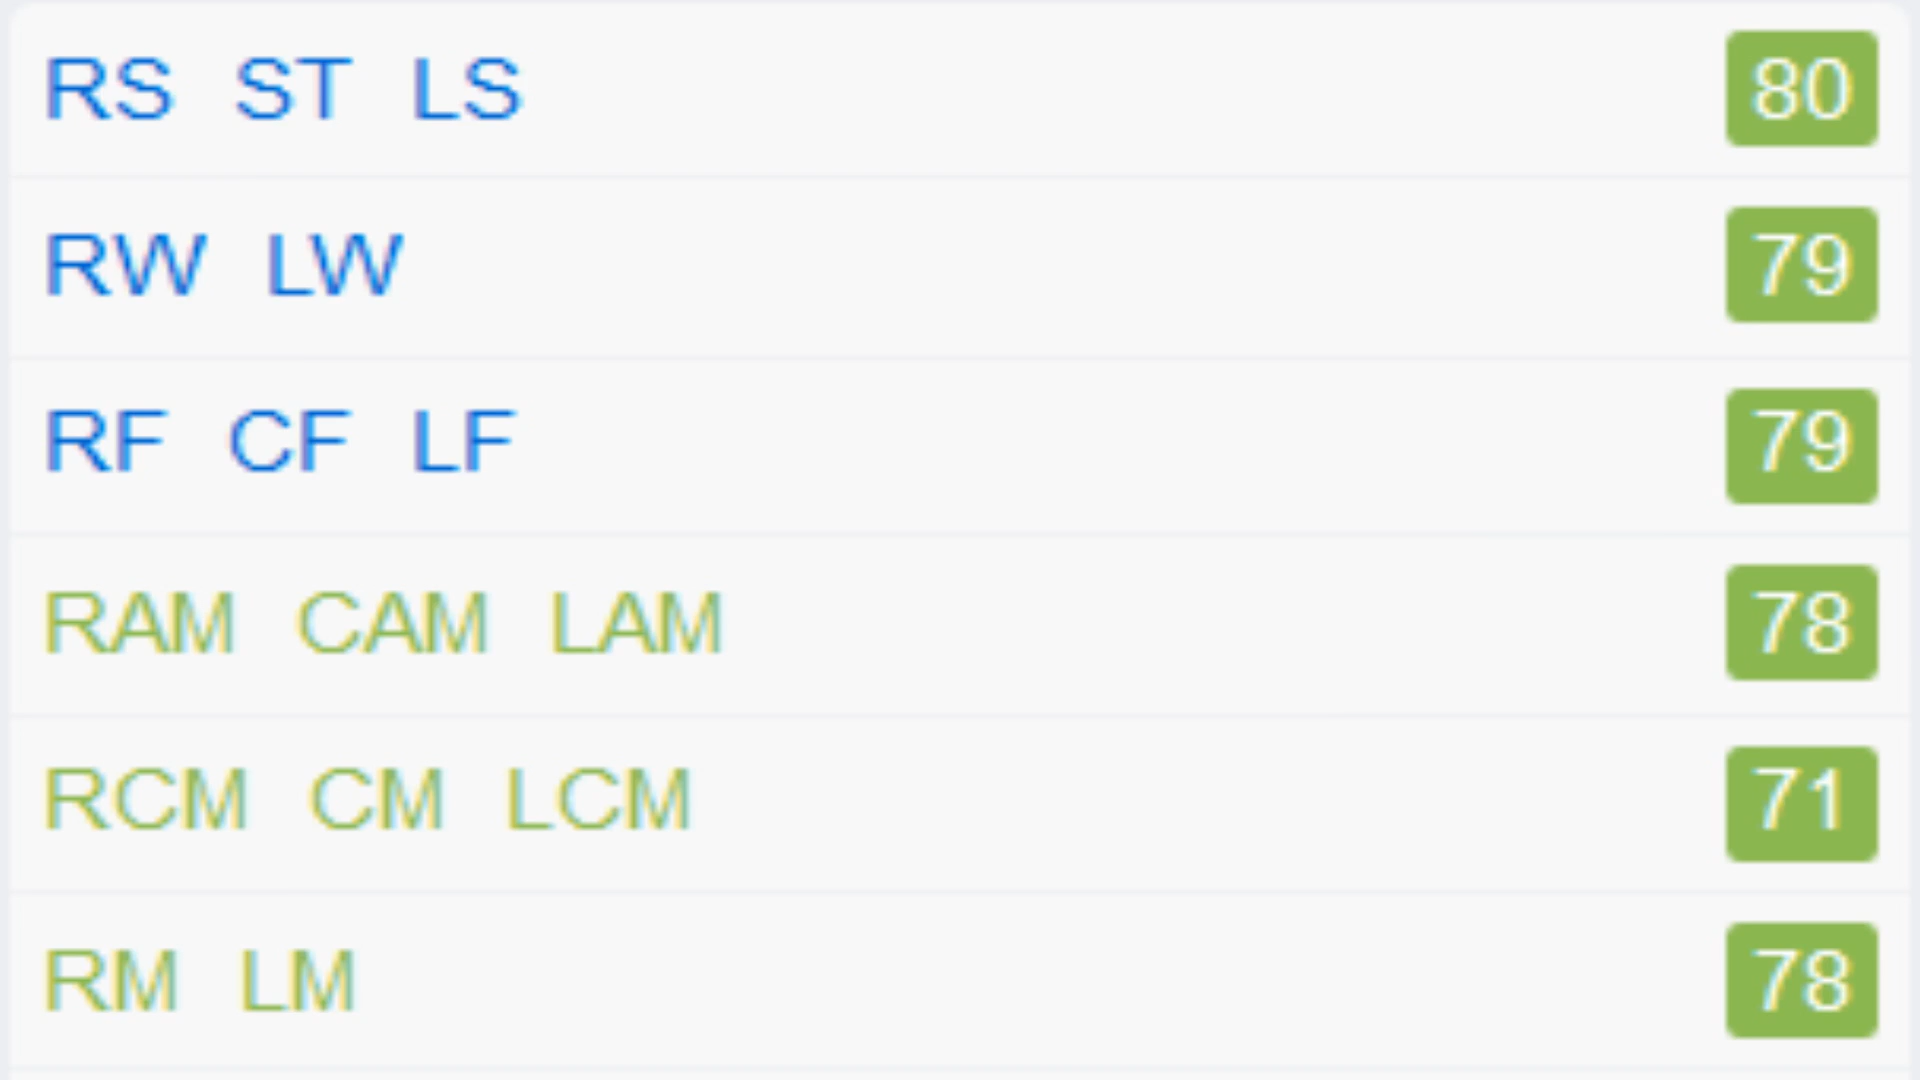 RS ST LS 80
RW LW 79
RF CF LF 79
RAM CAM LAM 78
RCM CM LCM 71
RM LM 78